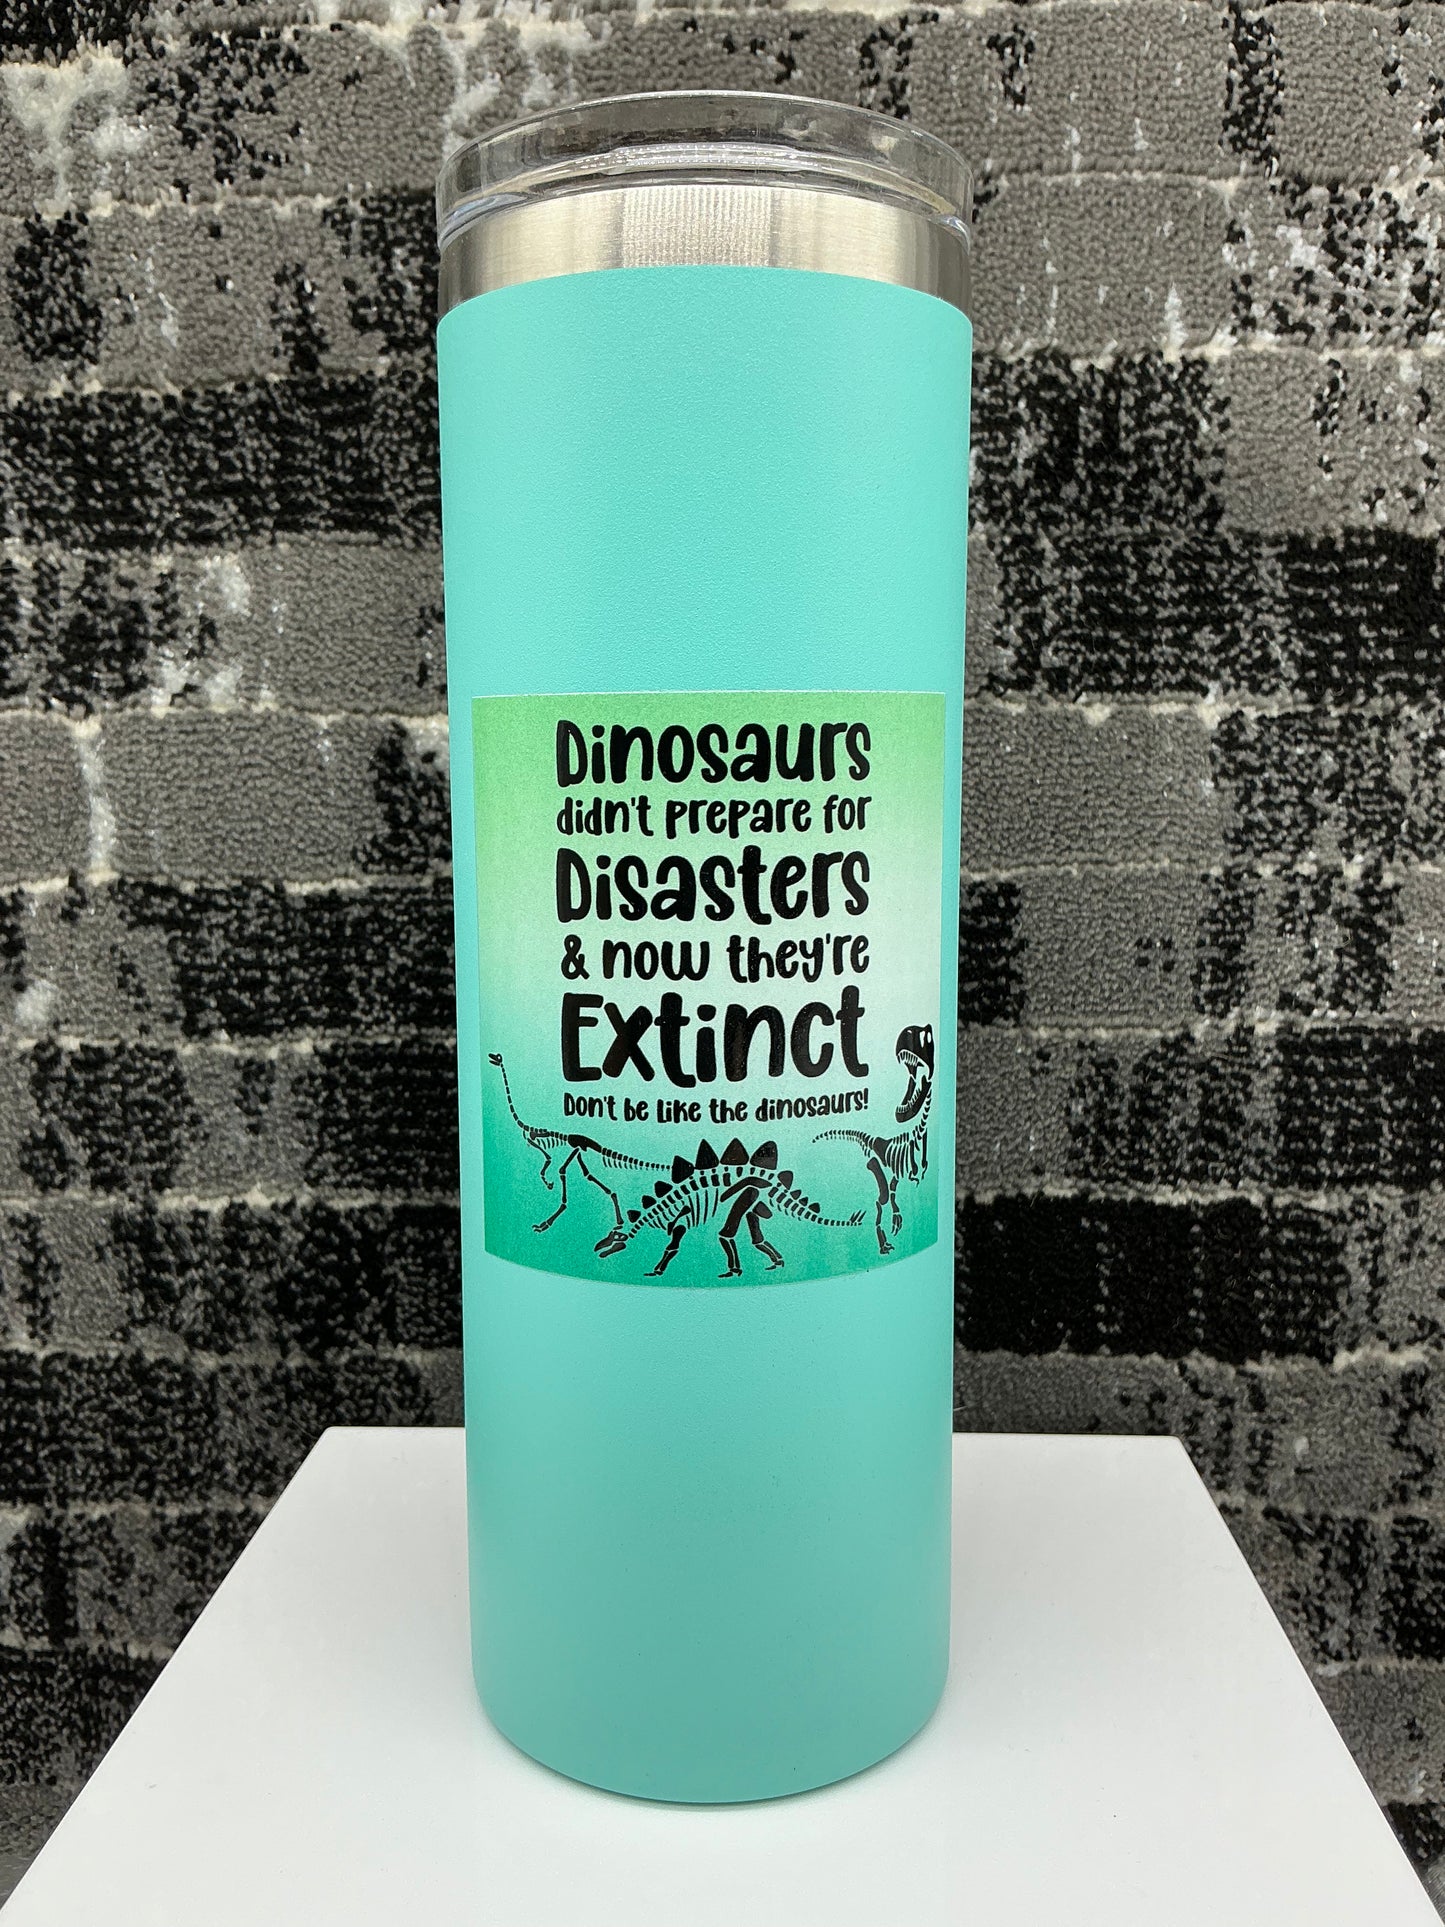 Dinosaurs
didn't prepare for
Disasters
& now they're
Extinct
Don't be like the dinosaurs!